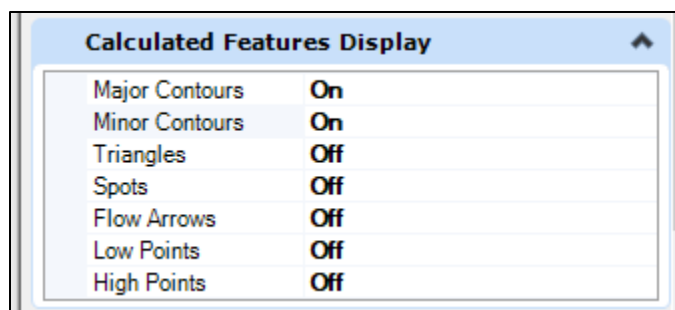 Calculated Features Display
Major Contours On
Minor Contours On
Triangles Off
Spots Off
Flow Arrows Off
Low Points Off
High Points Off